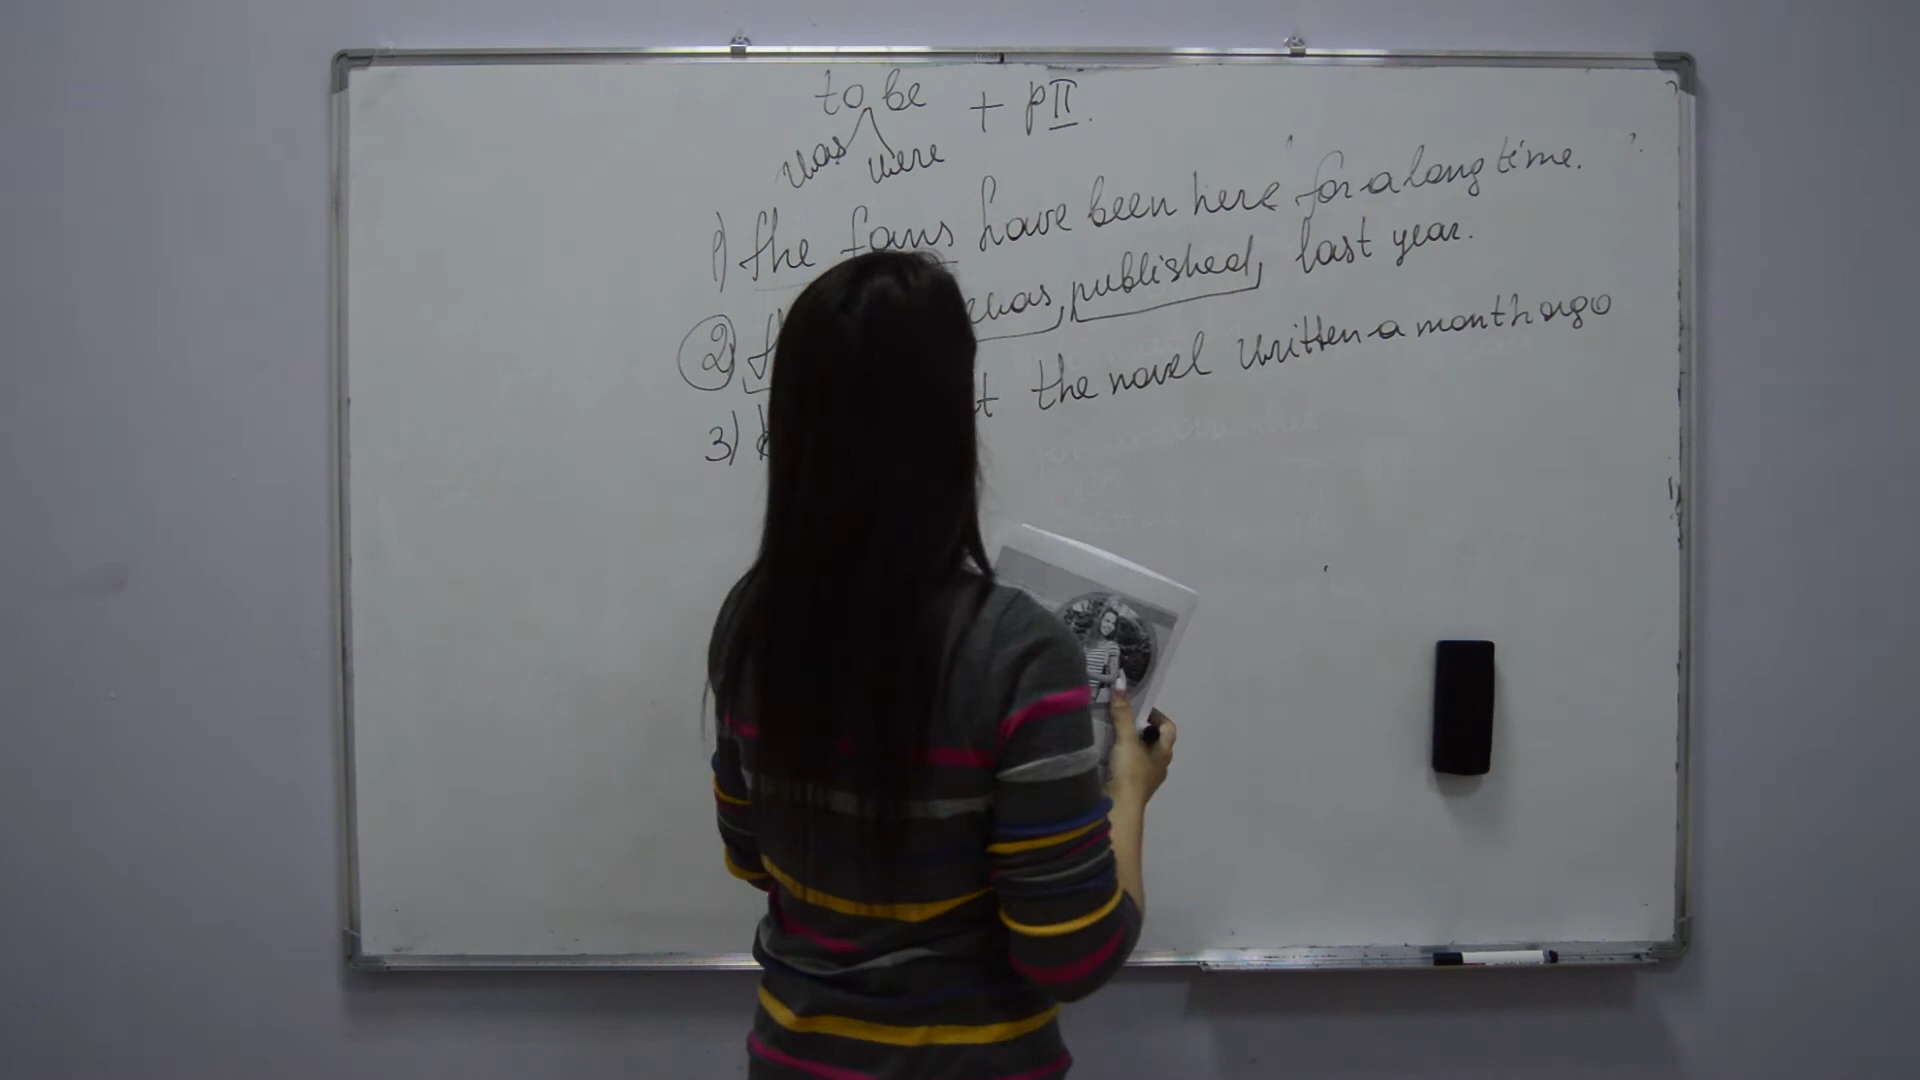 to be + pII.
was were
1) the fans have been here for a long time.
2) was published, last year.
3) the novel written a month ago